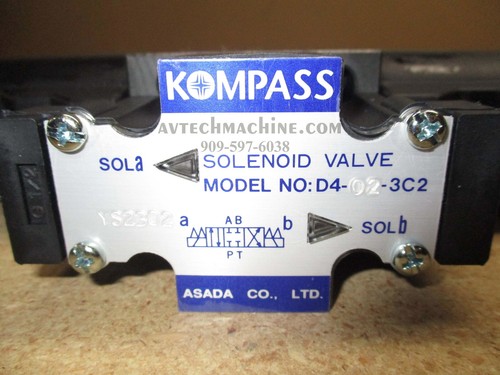 KOMPASS
AVTECHMACHINE.COM
909-597-6038
SOLa SOLENOID VALVE
MODEL NO:D4-02-3C2
a AB b SOLb
PT
ASADA CO., LTD.